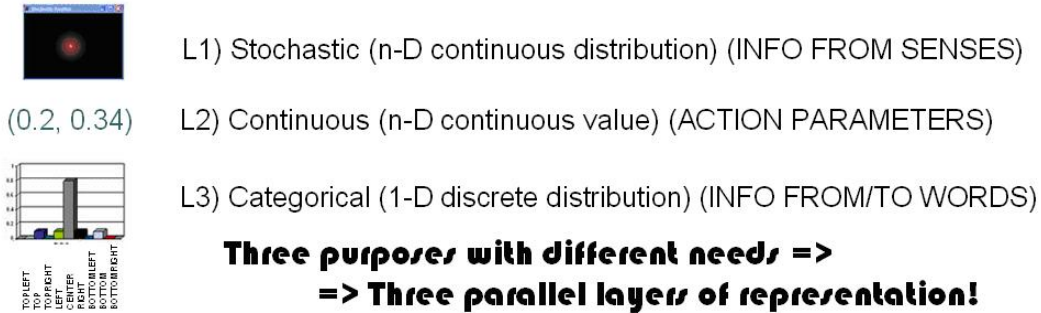 L1) Stochastic (n-D continuous distribution) (INFO FROM SENSES)
(0.2, 0.34)
L2) Continuous (n-D continuous value) (ACTION PARAMETERS)
L3) Categorical (1-D discrete distribution) (INFO FROM/TO WORDS)
TOPLEFT
TOP
TOPRIGHT
LEFT
CENTER
RIGHT
BOTTOMLEFT
BOTTOM
BOTTOMRIGHT
Three purposes with different needs =>
=> Three parallel layers of representation!